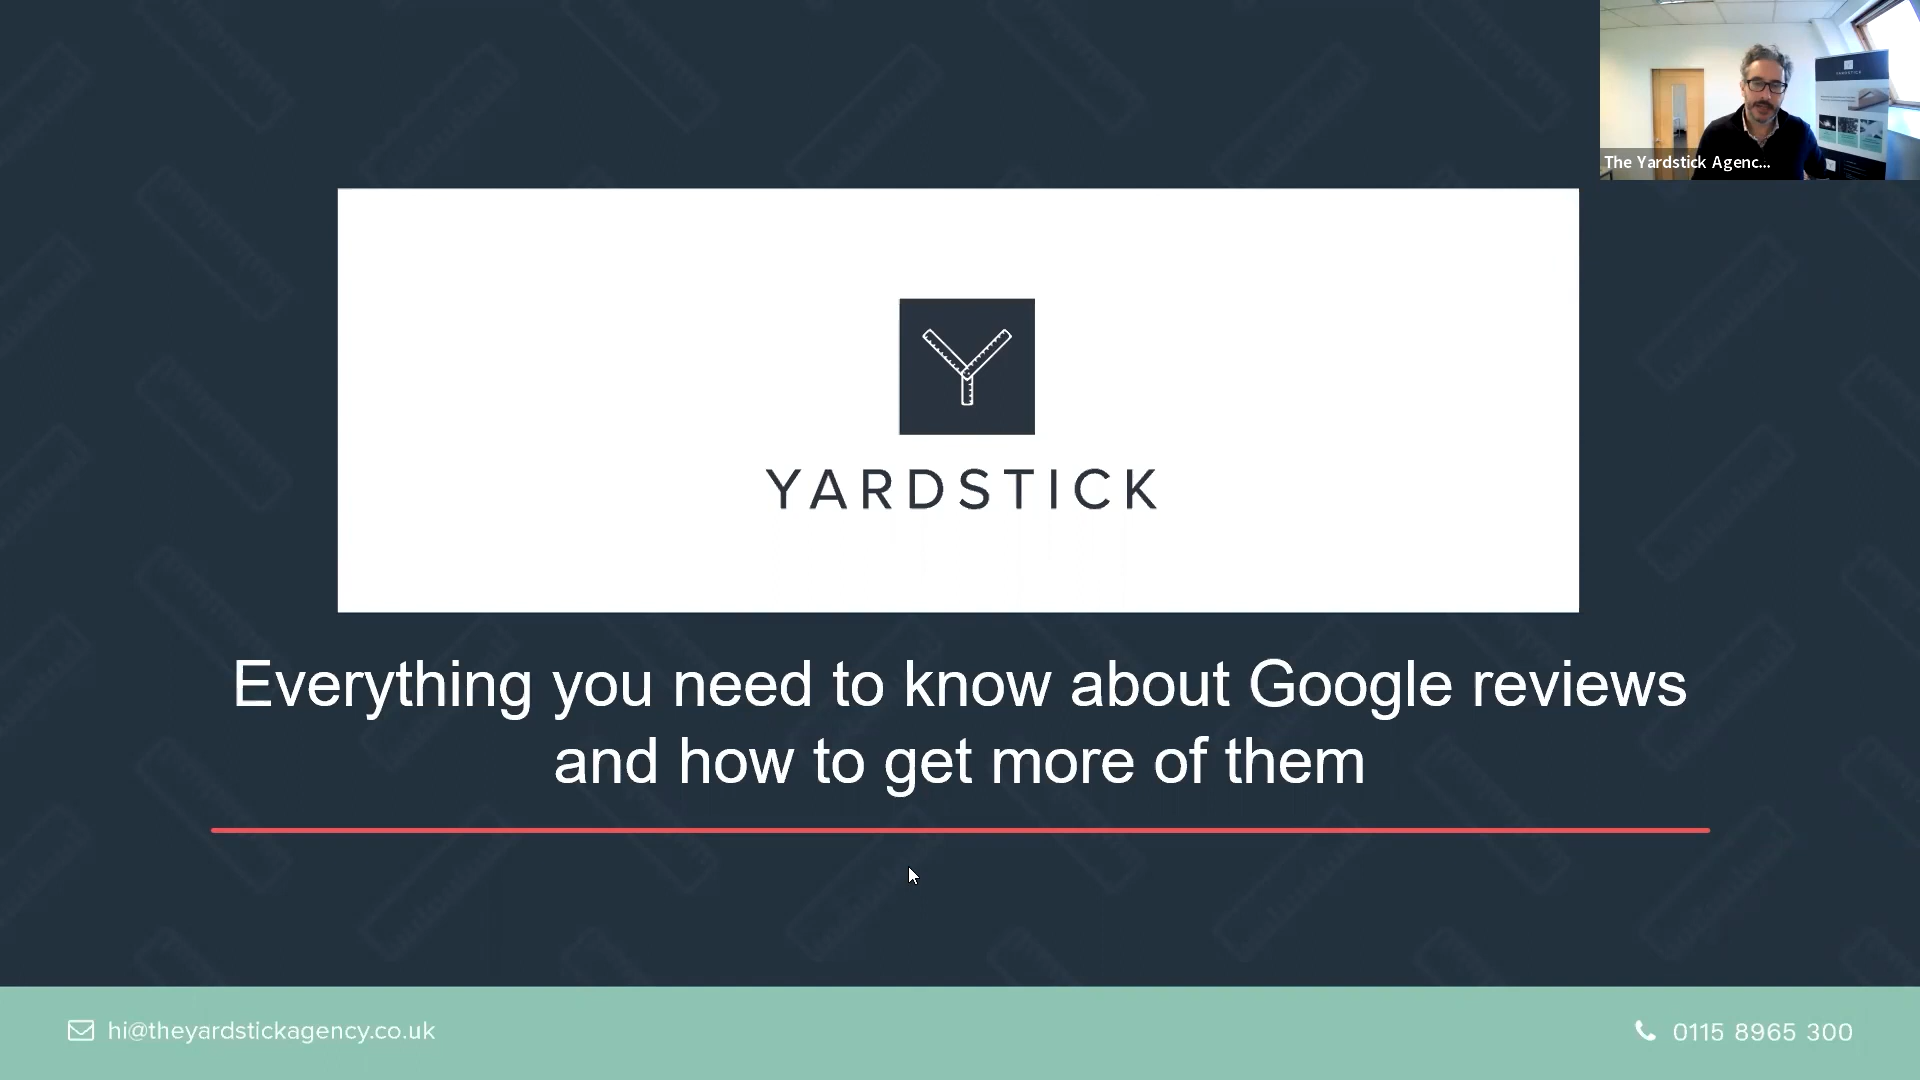 The Yardstick Agenc...
YARDSTICK
YARDSTICK
Everything you need to know about Google reviews
and how to get more of them
hi@theyardstickagency.co.uk
0115 8965 300